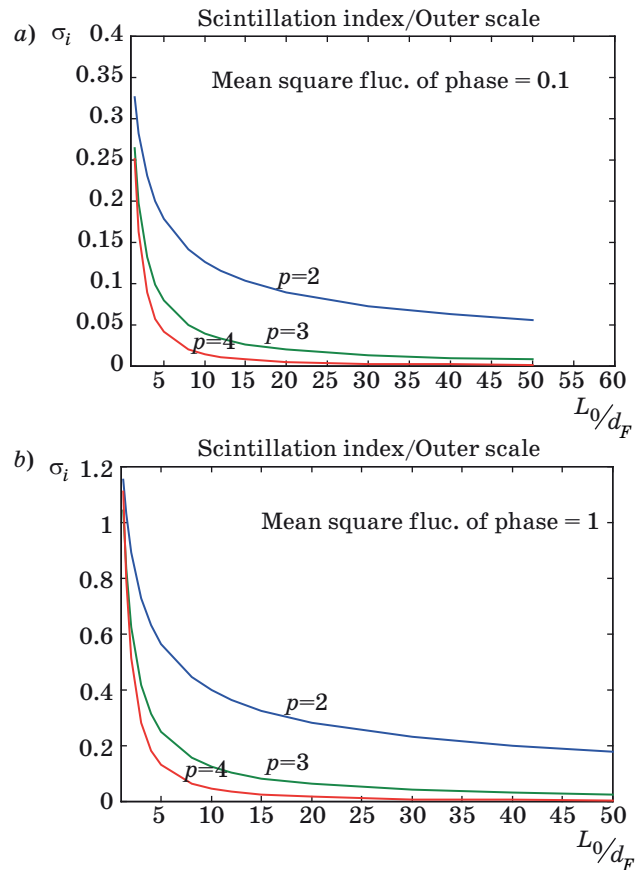 a) σi Scintillation index/Outer scale
0.4
0.35
Mean square fluc. of phase = 0.1
0.3
0.25
0.2
0.15
0.1
p=2
0.05
p=4 p=3
0
5 10 15 20 25 30 35 40 45 50 55 60
L0/dF
b) σi Scintillation index/Outer scale
1.2
Mean square fluc. of phase = 1
1
0.8
0.6
0.4
p=2
0.2
p=4 p=3
0
5 10 15 20 25 30 35 40 45 50
L0/dF